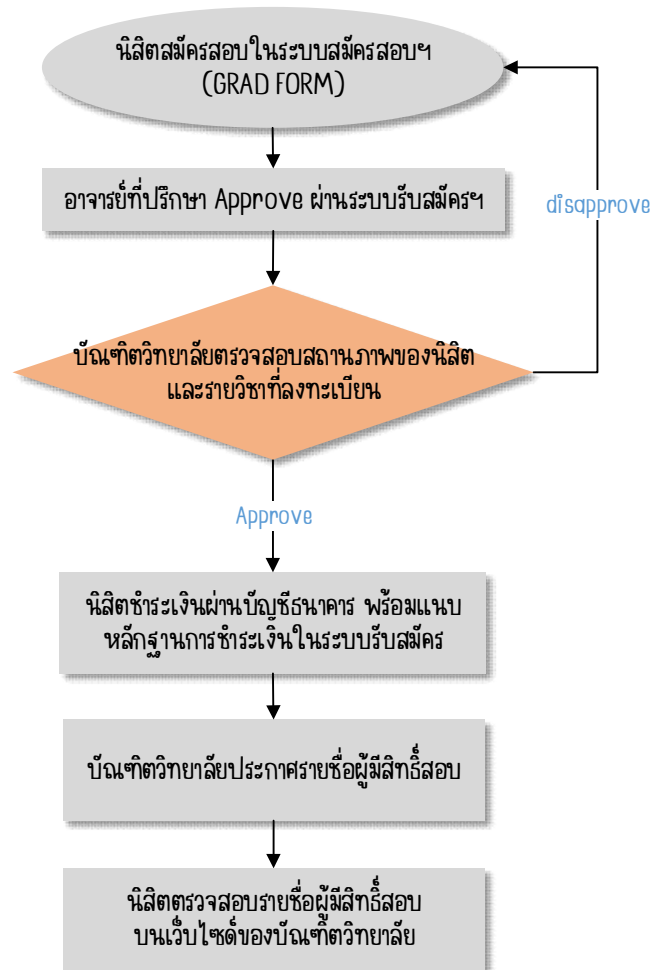 นิสิตสมัครสอบในระบบสมัครสอบฯ
(GRAD FORM)
อาจารย์ที่ปรึกษา Approve ผ่านระบบรับสมัครฯ
disapprove
บัณฑิตวิทยาลัยตรวจสอบสถานภาพของนิสิต
และรายวิชาที่ลงทะเบียน
Approve
นิสิตชำระเงินผ่านบัญชีธนาคาร พร้อมแนบ
หลักฐานการชำระเงินในระบบรับสมัคร
บัณฑิตวิทยาลัยประกาศรายชื่อผู้มีสิทธิ์สอบ
นิสิตตรวจสอบรายชื่อผู้มีสิทธิ์สอบ
บนเว็บไซด์ของบัณฑิตวิทยาลัย